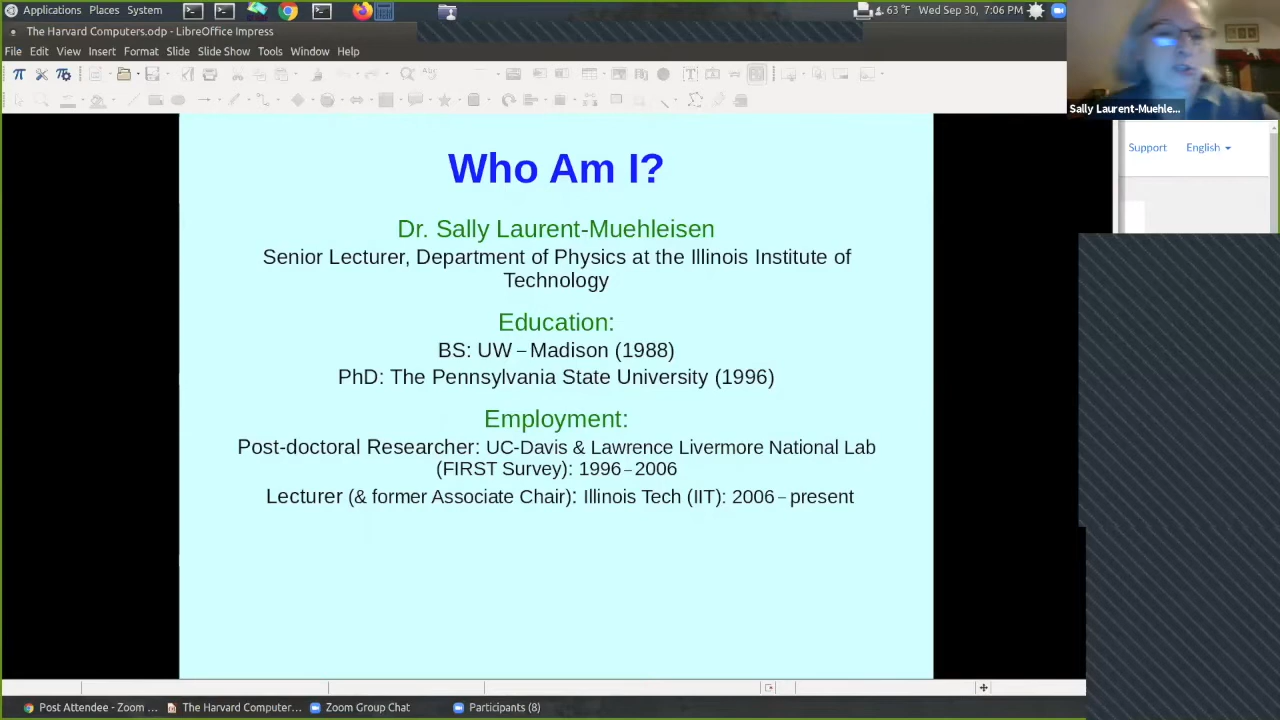 Applications Places System
63 °F Wed Sep 30, 7:06 PM
The Harvard Computers.odp - LibreOffice Impress
File Edit View Insert Format Slide Slide Show Tools Window Help
Sally Laurent-Muehle...
Support English
Who Am I?
Dr. Sally Laurent-Muehleisen
Senior Lecturer, Department of Physics at the Illinois Institute of
Technology
Education:
BS: UW – Madison (1988)
PhD: The Pennsylvania State University (1996)
Employment:
Post-doctoral Researcher: UC-Davis & Lawrence Livermore National Lab
(FIRST Survey): 1996 – 2006
Lecturer (& former Associate Chair): Illinois Tech (IIT): 2006 – present
Post Attendee - Zoom ... The Harvard Computer... Zoom Group Chat Participants (8)